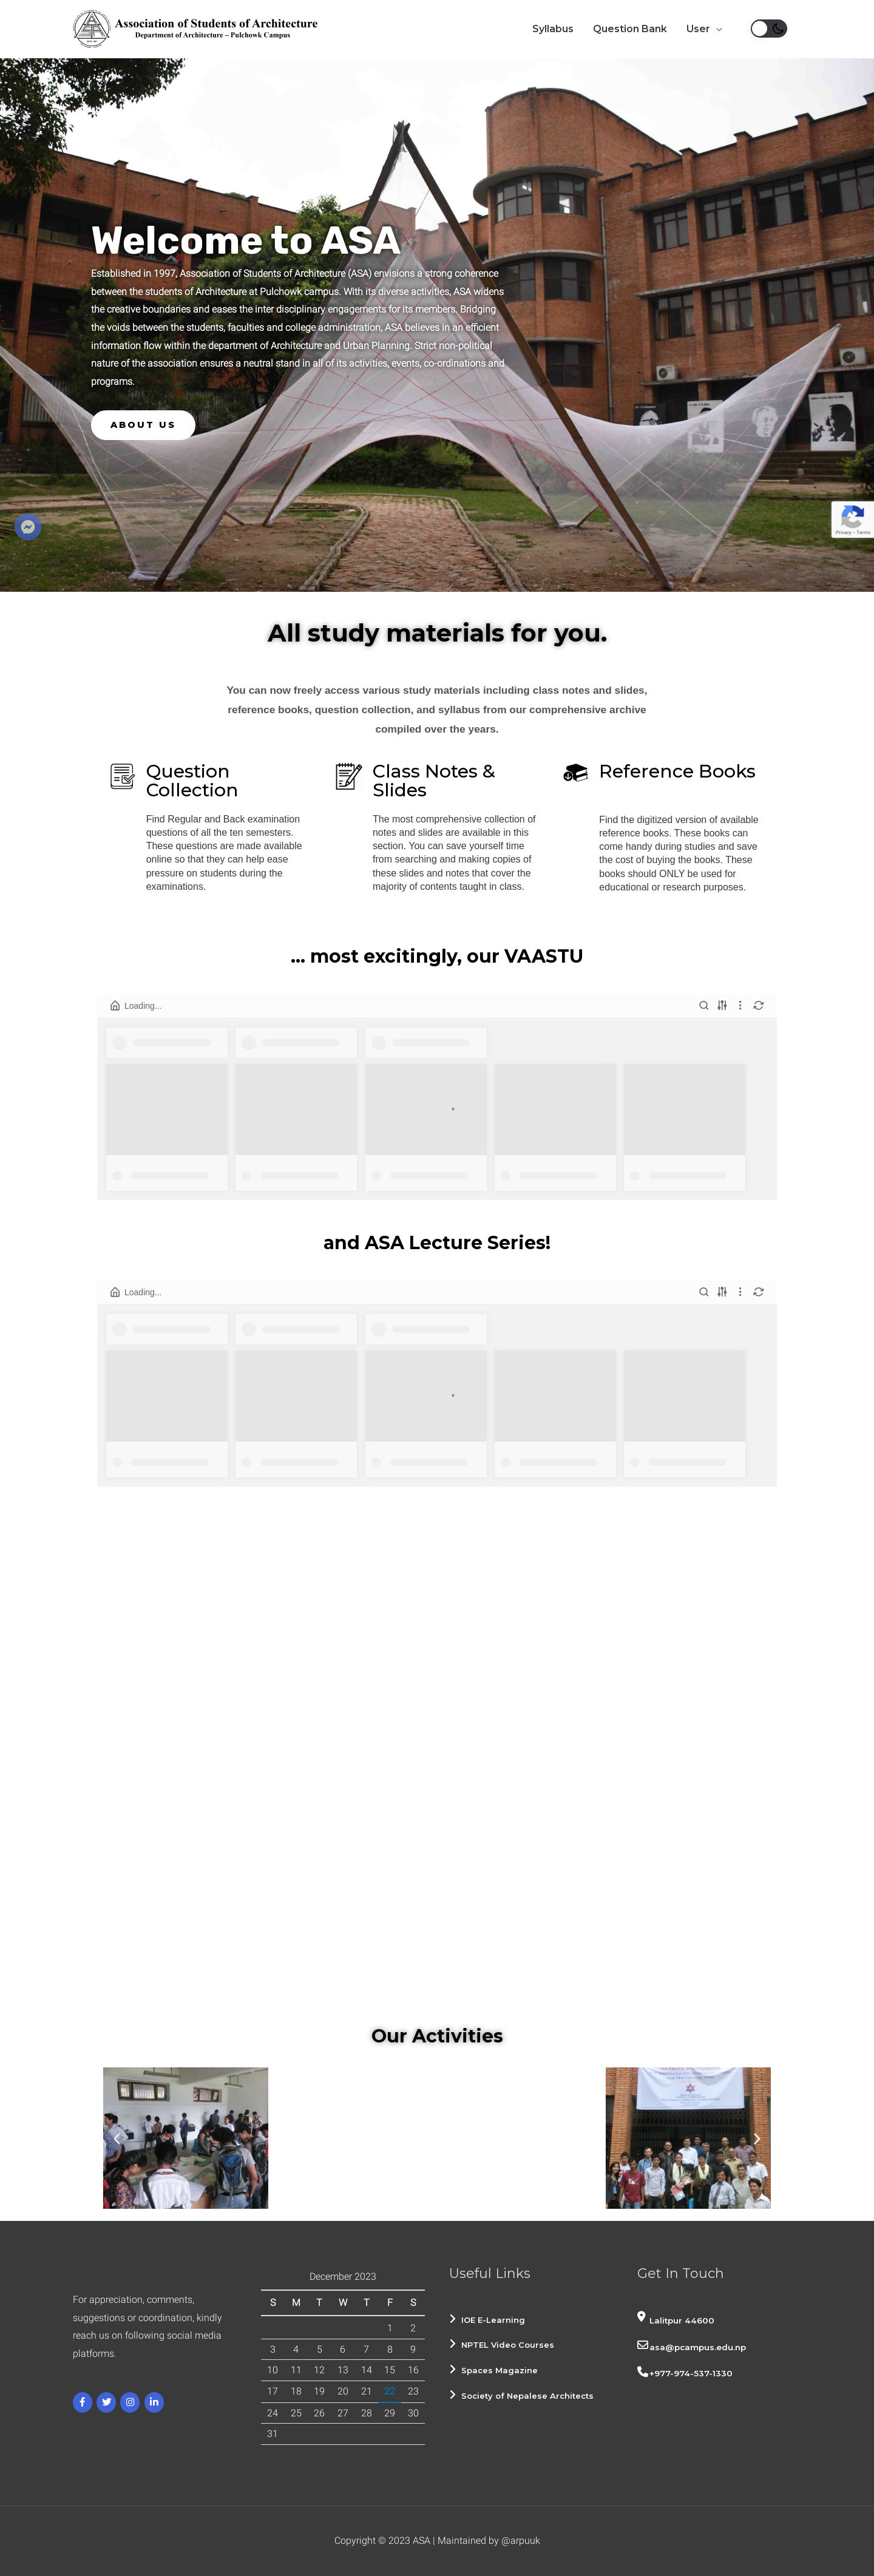 Association of Students of Architecture
Department of Architecture – Pulchowk Campus
Syllabus
Question Bank
User
Welcome to ASA
Established in 1997, Association of Students of Architecture (ASA) envisions a strong coherence
between the students of Architecture at Pulchowk campus. With its diverse activities, ASA widens
the creative boundaries and eases the inter disciplinary engagements for its members. Bridging
the voids between the students, faculties and college administration, ASA believes in an efficient
information flow within the department of Architecture and Urban Planning. Strict non-political
nature of the association ensures a neutral stand in all of its activities, events, co-ordinations and
programs.
ABOUT US
Privacy - Terms
All study materials for you.
You can now freely access various study materials including class notes and slides,
reference books, question collection, and syllabus from our comprehensive archive
compiled over the years.
Question
Collection
Find Regular and Back examination
questions of all the ten semesters.
These questions are made available
online so that they can help ease
pressure on students during the
examinations.
Class Notes &
Slides
The most comprehensive collection of
notes and slides are available in this
section. You can save yourself time
from searching and making copies of
these slides and notes that cover the
majority of contents taught in class.
Reference Books
Find the digitized version of available
reference books. These books can
come handy during studies and save
the cost of buying the books. These
books should ONLY be used for
educational or research purposes.
... most excitingly, our VAASTU
Loading...
and ASA Lecture Series!
Loading...
Our Activities
For appreciation, comments,
suggestions or coordination, kindly
reach us on following social media
platforms.
December 2023
S M T W T F S
1 2
3 4 5 6 7 8 9
10 11 12 13 14 15 16
17 18 19 20 21 22 23
24 25 26 27 28 29 30
31
Useful Links
IOE E-Learning
NPTEL Video Courses
Spaces Magazine
Society of Nepalese Architects
Get In Touch
Lalitpur 44600
asa@pcampus.edu.np
+977-974-537-1330
Copyright © 2023 ASA | Maintained by @arpuuk